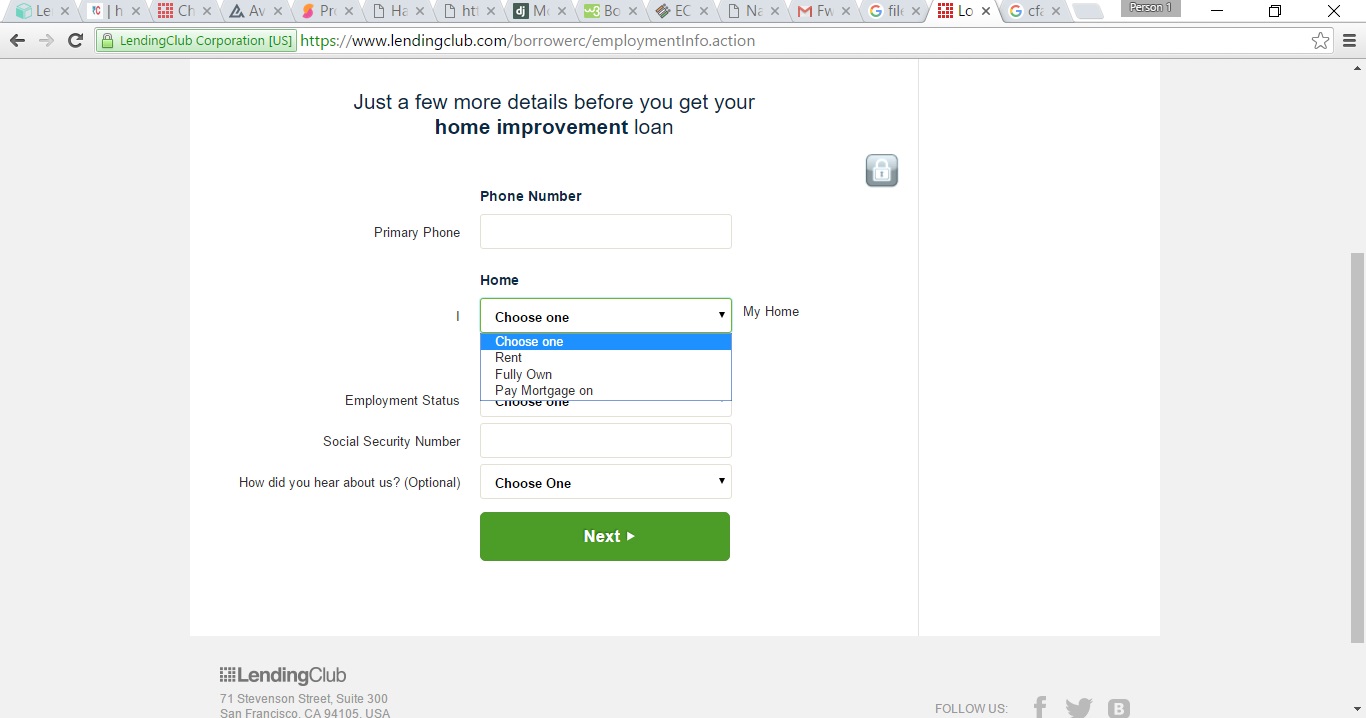 Le h Ch Av Pr Ha htt dj Me w3 Bo EC Na Fw G file Lo G cfa Person 1
LendingClub Corporation [US] https://www.lendingclub.com/borrowerc/employmentInfo.action
Just a few more details before you get your
home improvement loan
Phone Number
Primary Phone
Home
I Choose one ▼ My Home
Choose one
Rent
Fully Own
Pay Mortgage on
Employment Status Choose one
Social Security Number
How did you hear about us? (Optional) Choose One ▼
Next ▸
LendingClub
71 Stevenson Street, Suite 300
San Francisco, CA 94105, USA
FOLLOW US: f B